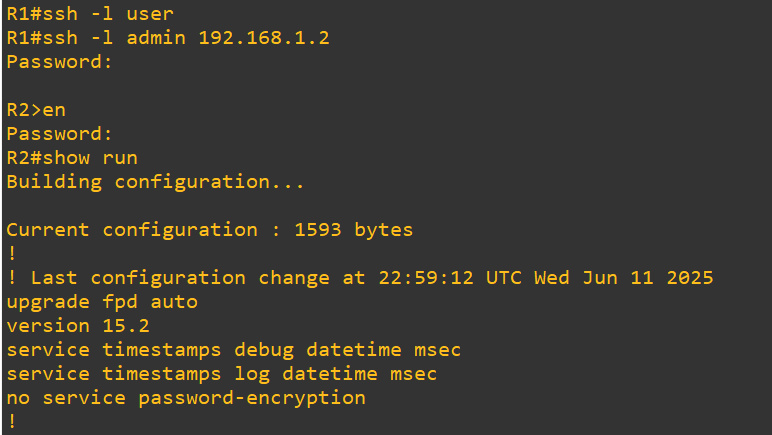 R1#ssh -l user
R1#ssh -l admin 192.168.1.2
Password:
R2>en
Password:
R2#show run
Building configuration...
Current configuration : 1593 bytes
!
! Last configuration change at 22:59:12 UTC Wed Jun 11 2025
upgrade fpd auto
version 15.2
service timestamps debug datetime msec
service timestamps log datetime msec
no service password-encryption
!